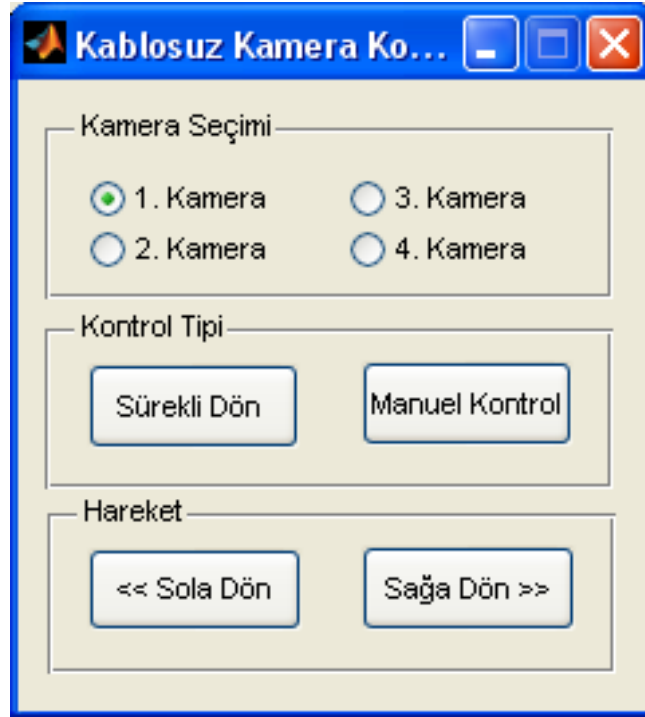 Kablosuz Kamera Ko...
Kamera Seçimi
1. Kamera
3. Kamera
2. Kamera
4. Kamera
Kontrol Tipi
Sürekli Dön
Manuel Kontrol
Hareket
<< Sola Dön
Sağa Dön >>